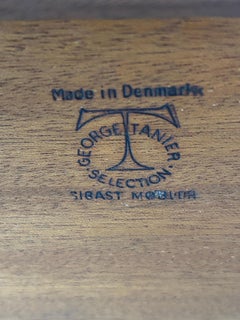 Made in Denmark
GEORGE TANIER
SELECTION
SIBAST MØBLER